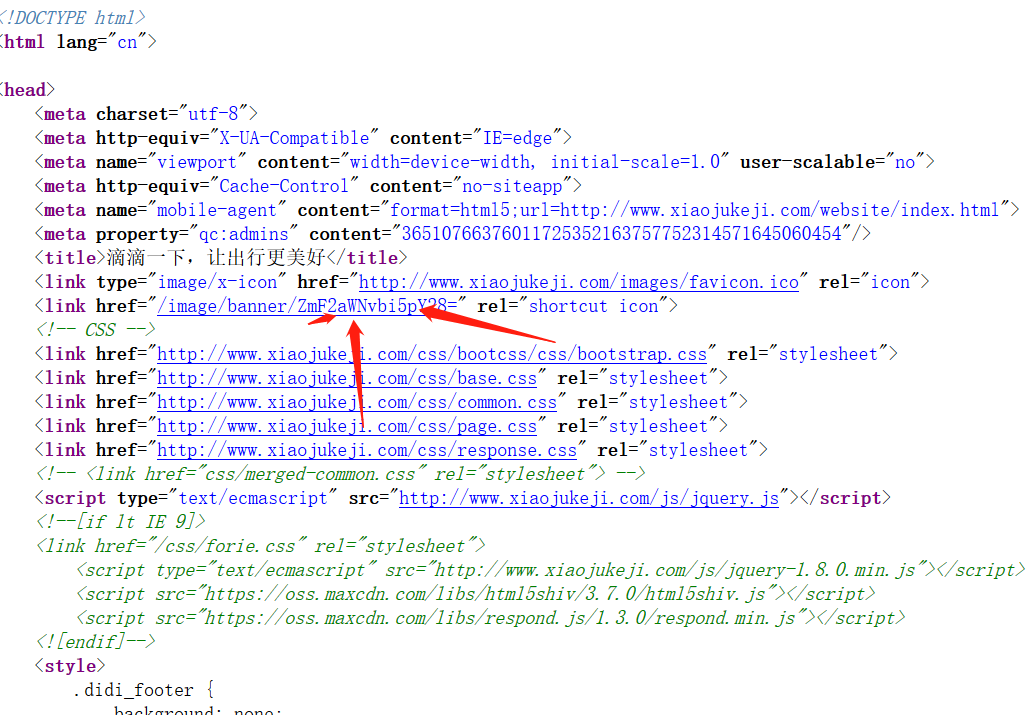 <!DOCTYPE html>
<html lang="cn">
<head>
<meta charset="utf-8">
<meta http-equiv="X-UA-Compatible" content="IE=edge">
<meta name="viewport" content="width=device-width, initial-scale=1.0" user-scalable="no">
<meta http-equiv="Cache-Control" content="no-siteapp">
<meta name="mobile-agent" content="format=html5;url=http://www.xiaojukeji.com/website/index.html">
<meta property="qc:admins" content="3651076637601172535216375775231457164506​0454"/>
<title>滴滴一下，让出行更美好</title>
<link type="image/x-icon" href="http://www.xiaojukeji.com/images/favicon.ico" rel="icon">
<link href="/image/banner/ZmF2aWNvbi5pY28=" rel="shortcut icon">
<!-- CSS -->
<link href="http://www.xiaojukeji.com/css/bootcss/css/bootstrap.css" rel="stylesheet">
<link href="http://www.xiaojukeji.com/css/base.css" rel="stylesheet">
<link href="http://www.xiaojukeji.com/css/common.css" rel="stylesheet">
<link href="http://www.xiaojukeji.com/css/page.css" rel="stylesheet">
<link href="http://www.xiaojukeji.com/css/response.css" rel="stylesheet">
<!-- <link href="css/merged-common.css" rel="stylesheet"> -->
<script type="text/ecmascript" src="http://www.xiaojukeji.com/js/jquery.js"></script>
<!--[if lt IE 9]>
<link href="/css/forie.css" rel="stylesheet">
<script type="text/ecmascript" src="http://www.xiaojukeji.com/js/jquery-1.8.0.min.js"></script>
<script src="https://oss.maxcdn.com/libs/html5shiv/3.7.0/html5shiv.js"></script>
<script src="https://oss.maxcdn.com/libs/respond.js/1.3.0/respond.min.js"></script>
<![endif]-->
<style>
.didi_footer {
background: none;